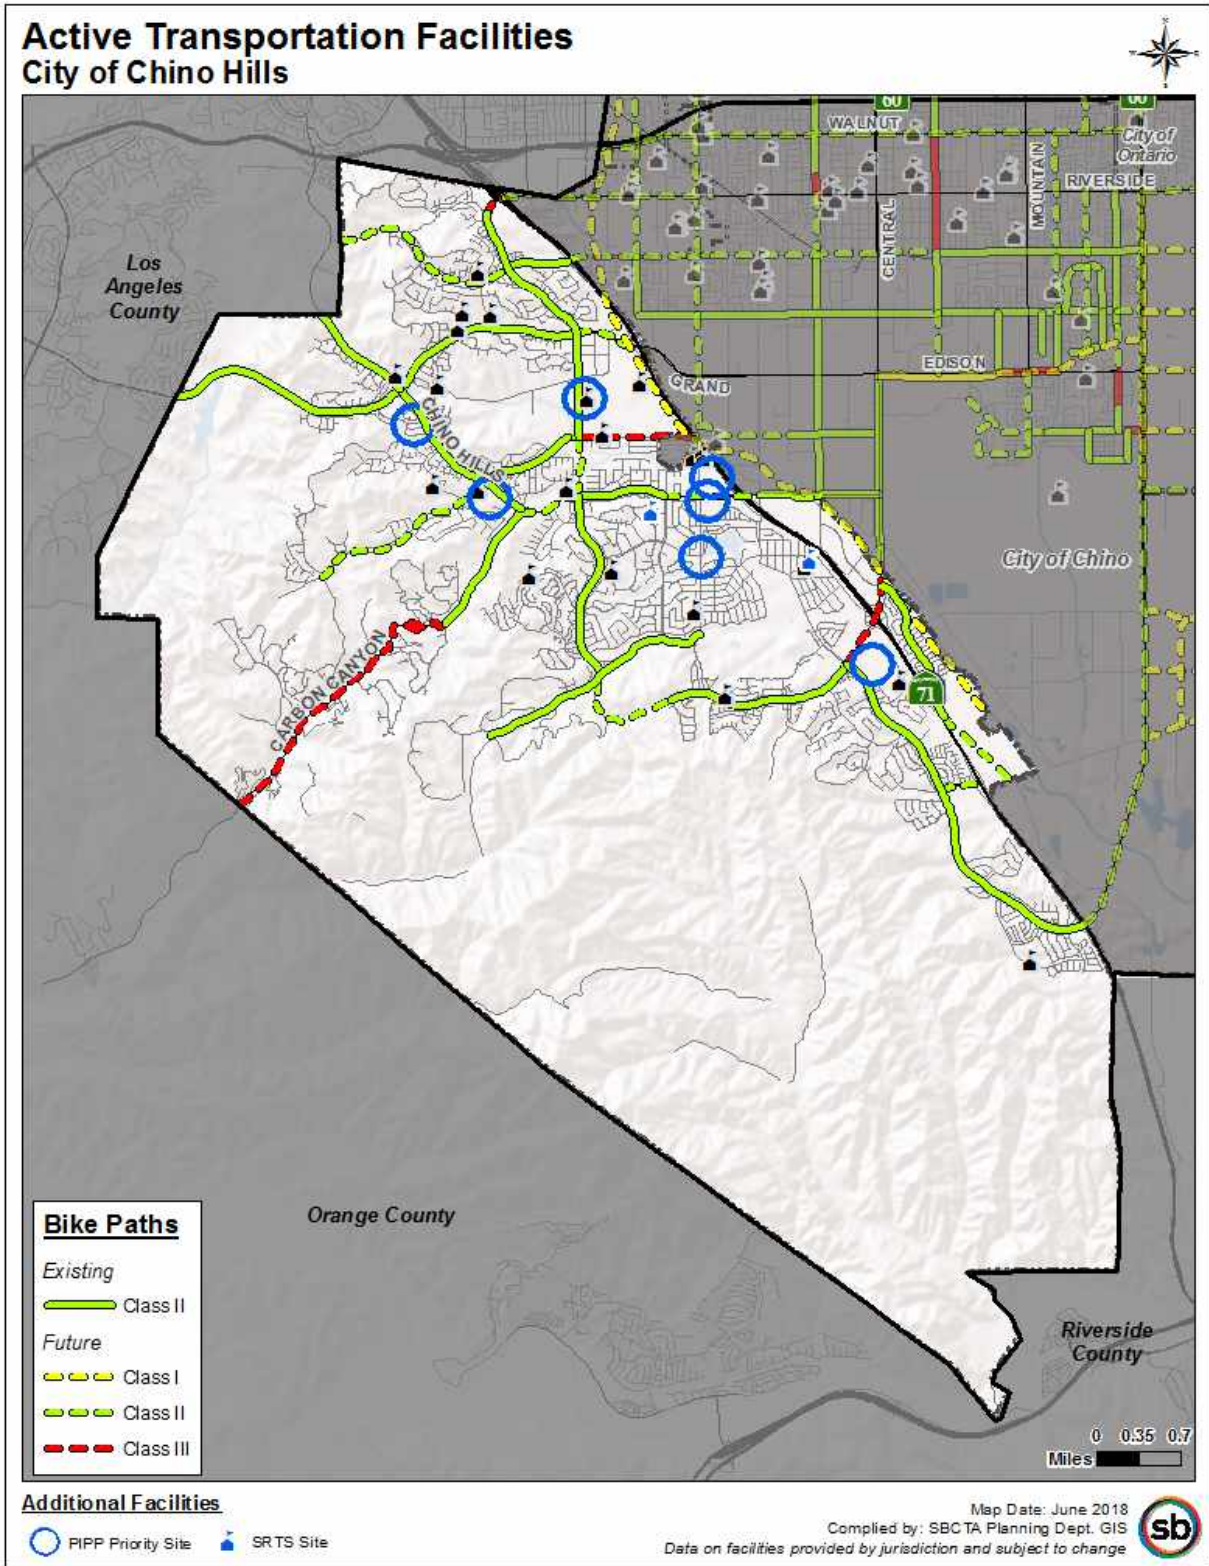 Active Transportation Facilities
City of Chino Hills
60
60
WALNUT
City of
Ontario
RIVERSIDE
MOUNTAIN
CENTRAL
Los
Angeles
County
EDISON
GRAND
CHINO HILLS
City of Chino
CARBON CANYON
71
Orange County
Riverside
County
Bike Paths
Existing
Class II
Future
Class I
Class II
Class III
0 0.35 0.7
Miles
Additional Facilities
PIPP Priority Site
SRTS Site
Map Date: June 2018
Complied by: SBCTA Planning Dept. GIS
Data on facilities provided by jurisdiction and subject to change
sb